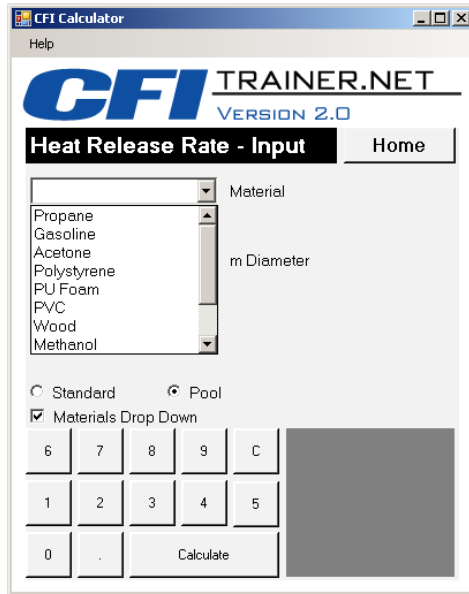 CFI Calculator
Help
CFI TRAINER.NET
VERSION 2.0
Heat Release Rate - Input Home
Material
Propane
Gasoline
Acetone
Polystyrene
m Diameter
PU Foam
PVC
Wood
Methanol
Standard Pool
Materials Drop Down
6 7 8 9 C
1 2 3 4 5
0 . Calculate